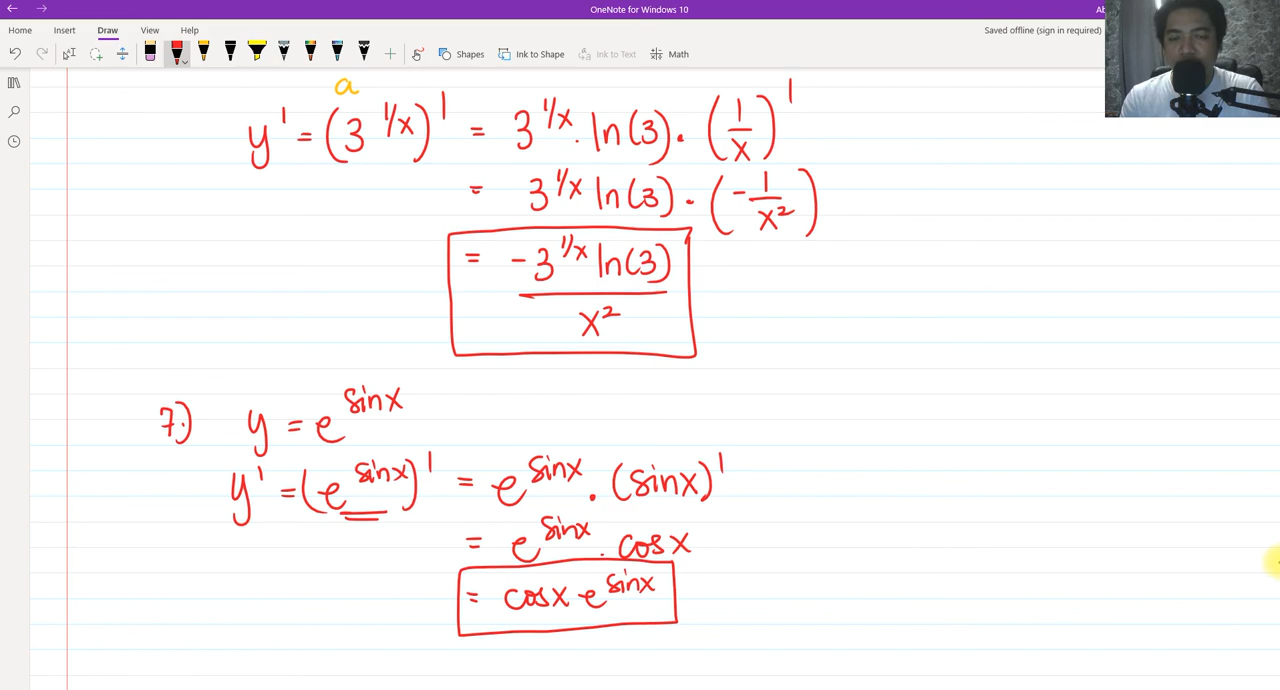 OneNote for Windows 10
Home Insert Draw View Help
Saved offline (sign in required)
Shapes Ink to Shape Ink to Text Math
a
y' = (3^{1/x})' = 3^{1/x} · ln(3) · (1/x)'
= 3^{1/x} ln(3) · (-1/x²)
= -3^{1/x} ln(3) / x²
7.) y = e^{sinx}
y' = (e^{sinx})' = e^{sinx} · (sinx)'
= e^{sinx} · cosx
= cosx e^{sinx}